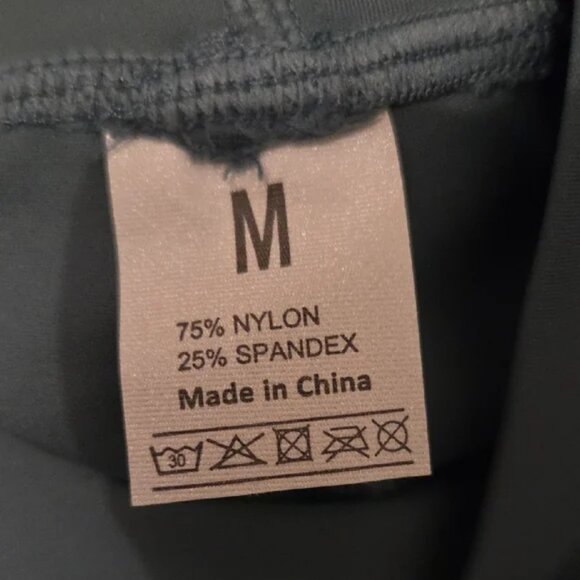 M
75% NYLON
25% SPANDEX
Made in China
30